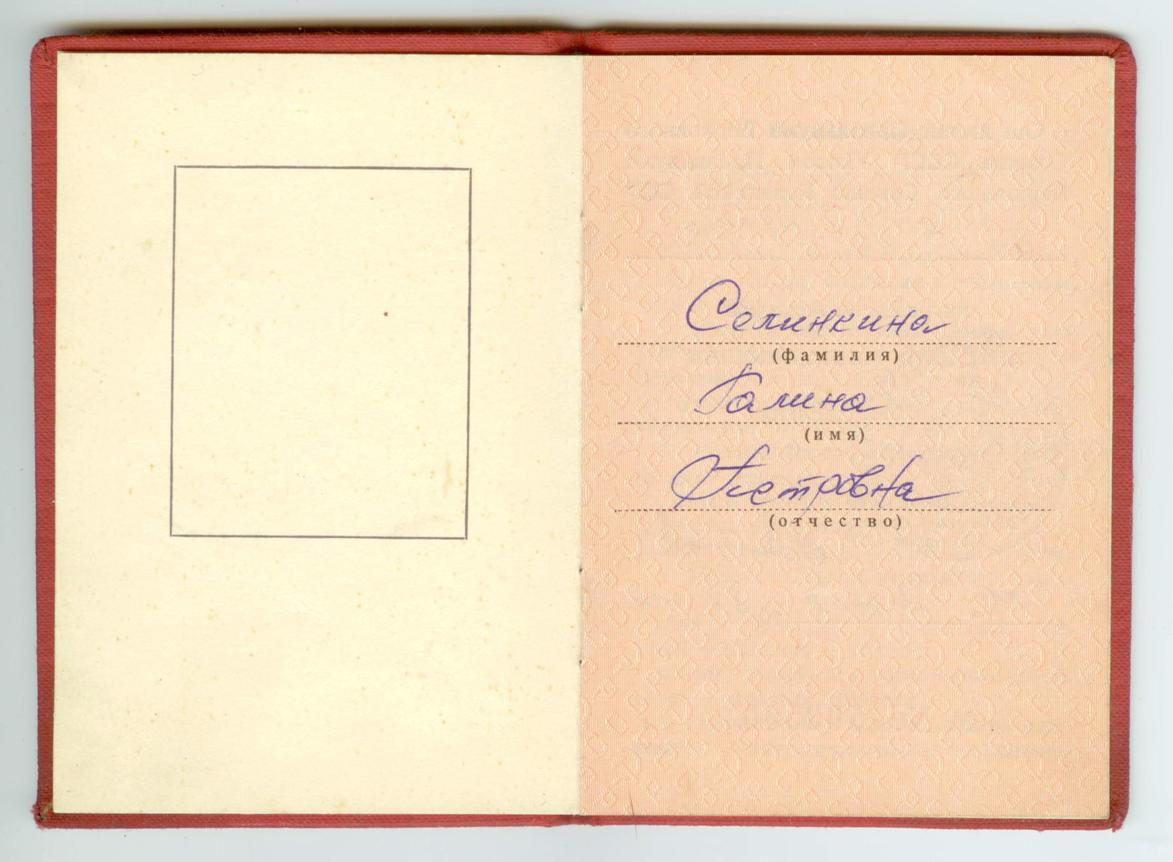 Селинкина
(фамилия)
Галина
(имя)
Петровна
(отчество)